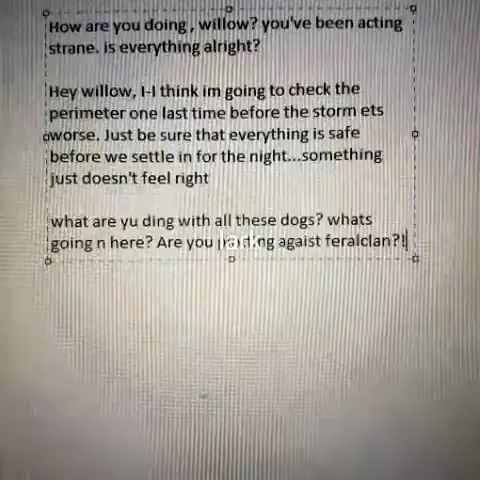 How are you doing , willow? you've been acting
strane. is everything alright?
Hey willow, I-I think im going to check the
perimeter one last time before the storm ets
worse. Just be sure that everything is safe
before we settle in for the night...something
just doesn't feel right
what are yu ding with all these dogs? whats
going n here? Are you agaist feralclan?!